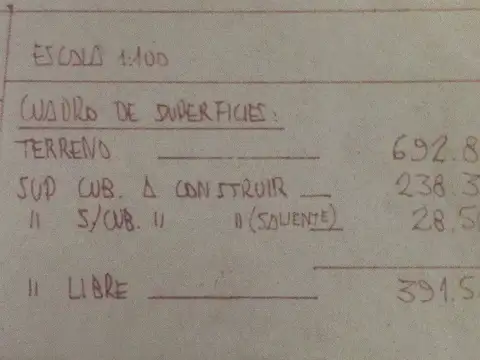 ESCALA 1:100
CUADRO DE SUPERFICIES:
TERRENO 692.8
SUP CUB. A CONSTRUIR 238.3
" S/CUB. " " (SALIENTE) 28.5
" LIBRE 391.5